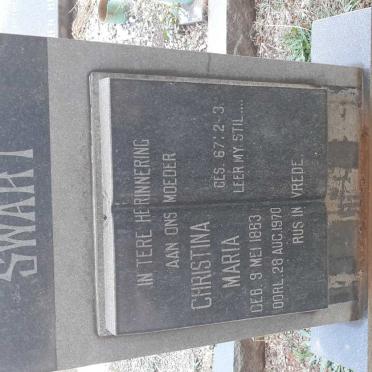 SWART
IN TERE HERINNERING
AAN ONS MOEDER
CHRISTINA
MARIA
GEB. 9 MEI 1883
OORL. 28 AUG. 1970
RUS IN VREDE.
GES. 67: 2-3.
LEER MY STIL....